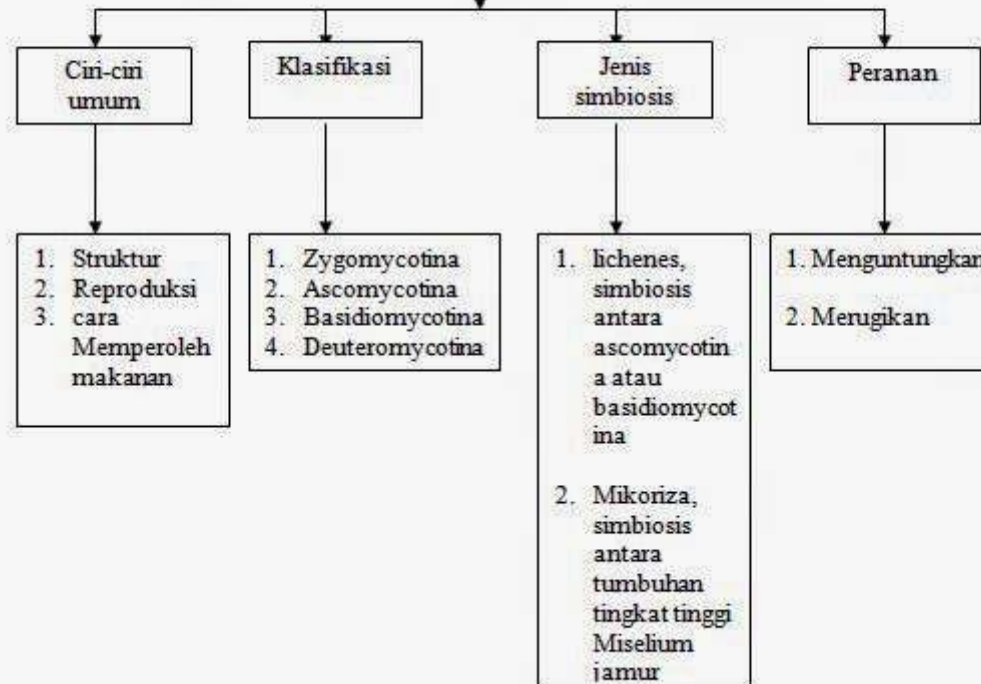 Ciri-ciri
umum
Klasifikasi
Jenis
simbiosis
Peranan
1. Struktur
2. Reproduksi
3. cara
Memperoleh
makanan
1. Zygomycotina
2. Ascomycotina
3. Basidiomycotina
4. Deuteromycotina
1. lichenes,
simbiosis
antara
ascomycotin
a atau
basidiomycot
ina
2. Mikoriza,
simbiosis
antara
tumbuhan
tingkat tinggi
Miselium
jamur
1. Menguntungkan
2. Merugikan